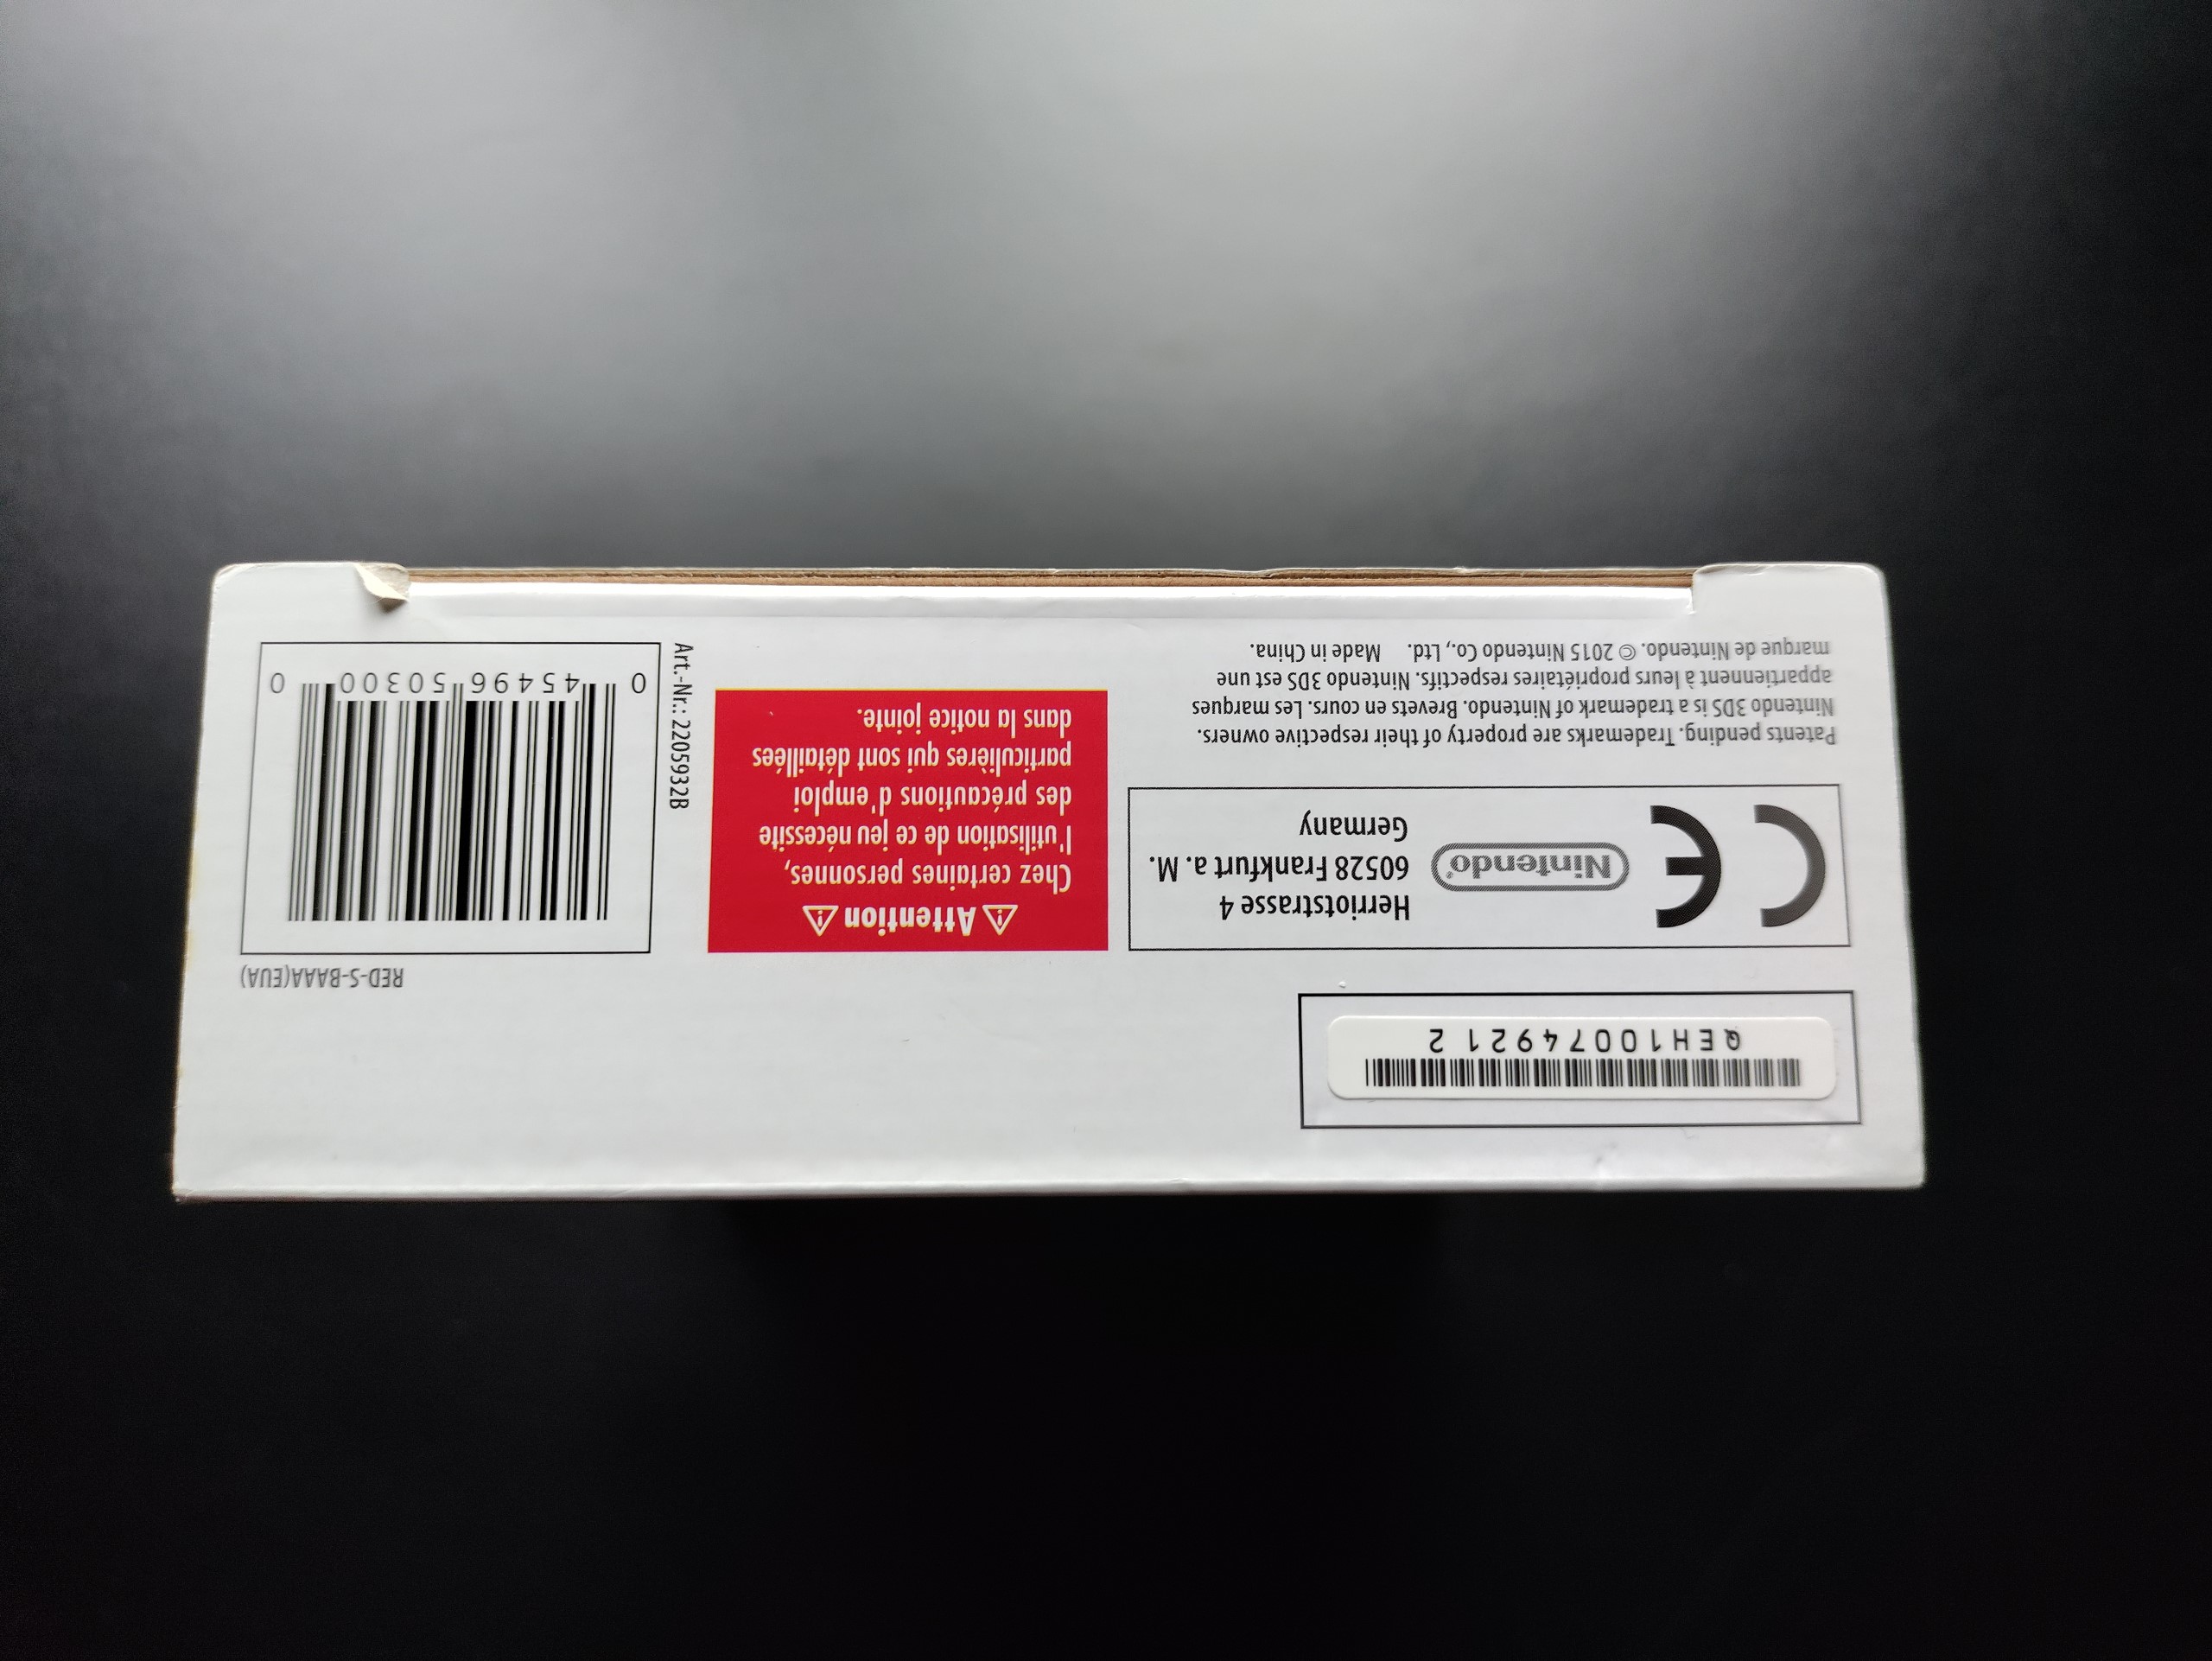 QEH10074921 2
Nintendo
Herriotstrasse 4
60528 Frankfurt a. M.
Germany
Patents pending. Trademarks are property of their respective owners.
Nintendo 3DS is a trademark of Nintendo. Brevets en cours. Les marques
appartiennent à leurs propriétaires respectifs. Nintendo 3DS est une
marque de Nintendo. © 2015 Nintendo Co., Ltd. Made in China.
Attention
Chez certaines personnes,
l'utilisation de ce jeu nécessite
des précautions d'emploi
particulières qui sont détaillées
dans la notice jointe.
Art.-Nr.: 2205932B
RED-S-BAAA(EUA)
0 45496 50300 0